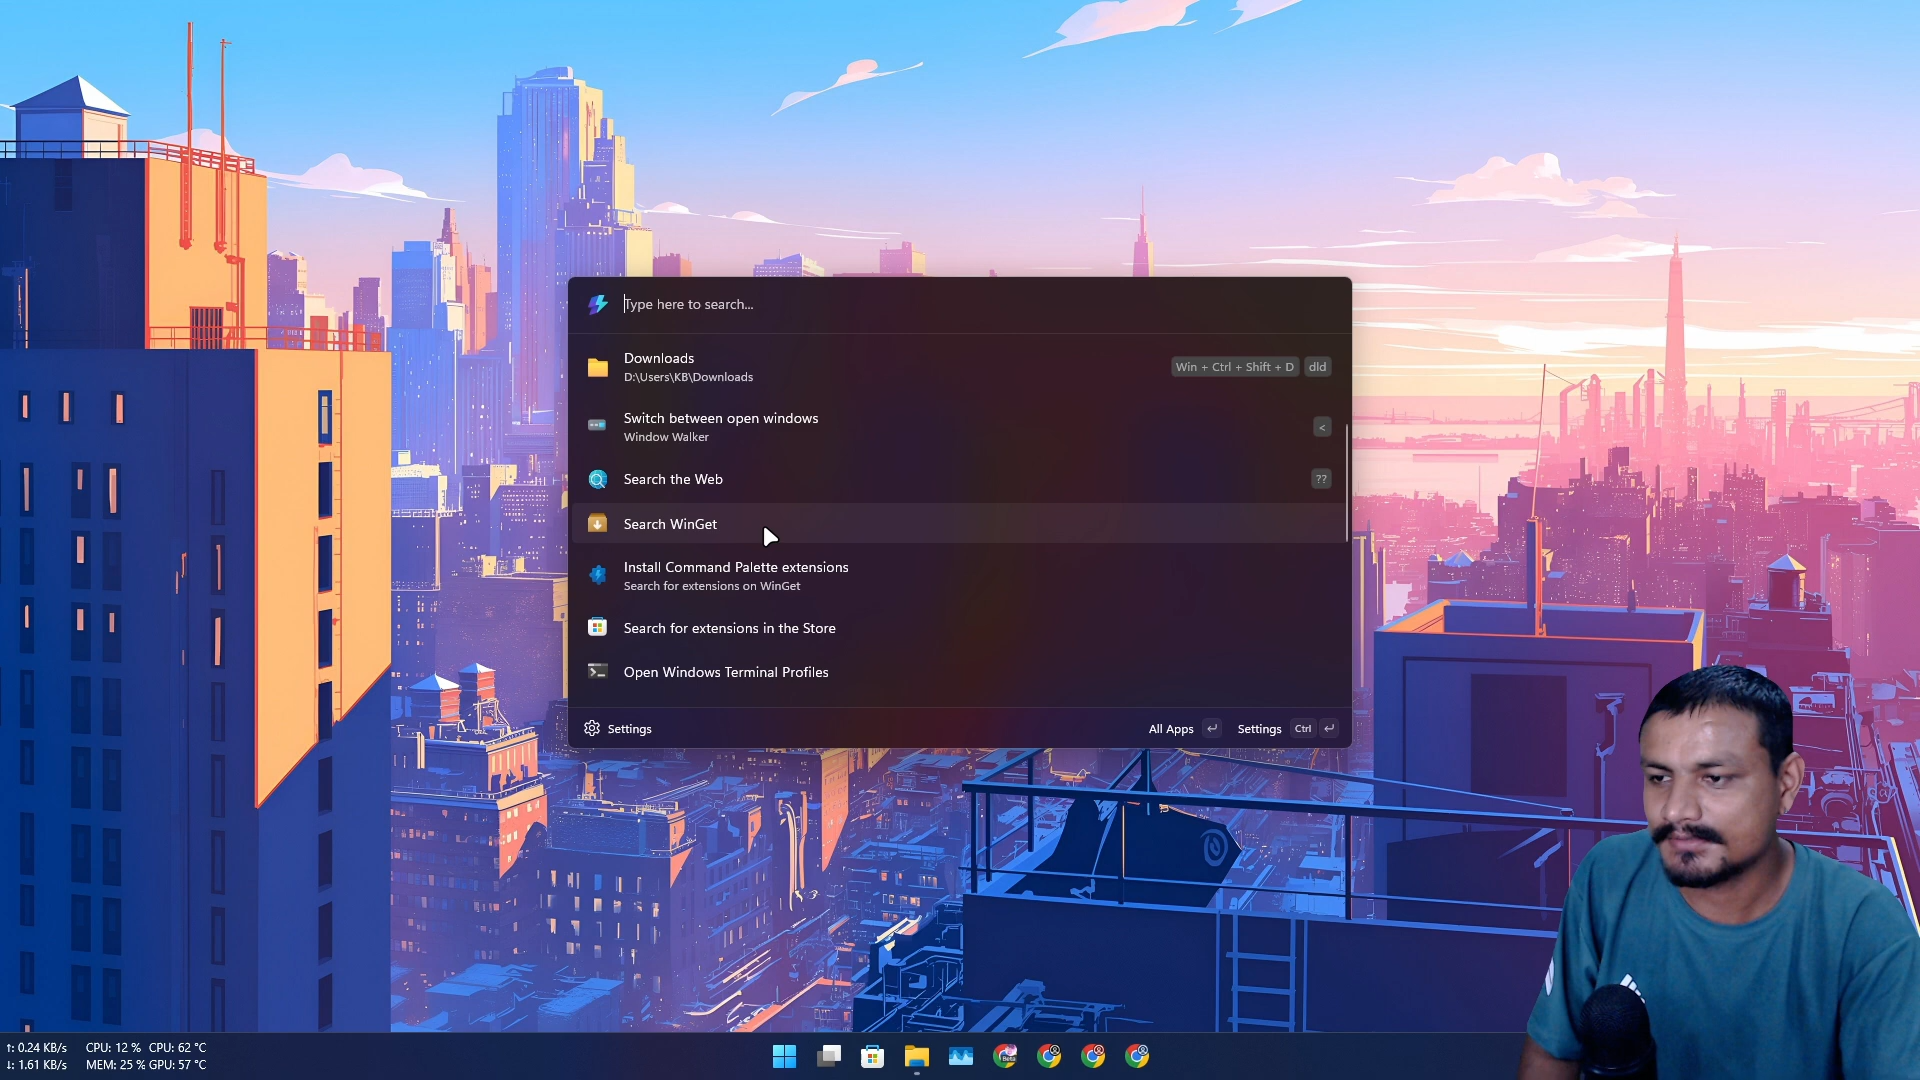 Type here to search...
Downloads
D:\Users\KB\Downloads
Win + Ctrl + Shift + D dld
Switch between open windows
Window Walker
<
Search the Web
??
Search WinGet
Install Command Palette extensions
Search for extensions on WinGet
Search for extensions in the Store
Open Windows Terminal Profiles
Settings
All Apps
Settings Ctrl
↑: 0.24 KB/s CPU: 12 % CPU: 62 °C
↓: 1.61 KB/s MEM: 25 % GPU: 57 °C
Beta